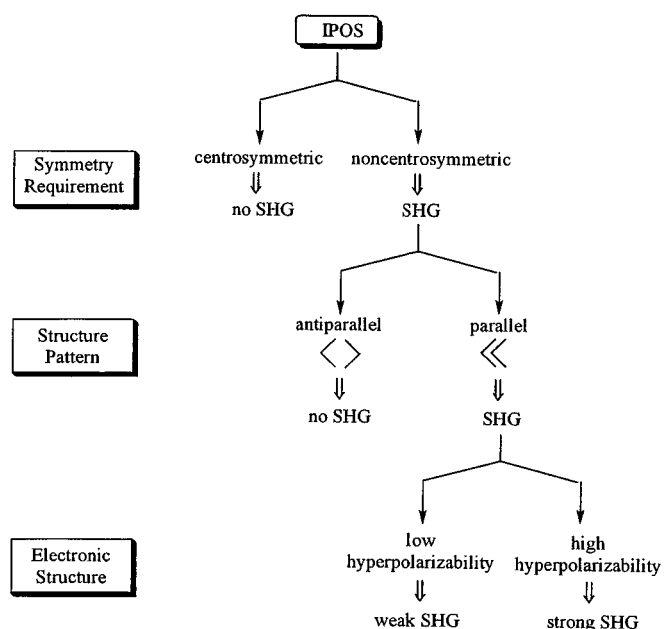 IPOS
Symmetry
Requirement
centrosymmetric
noncentrosymmetric
no SHG
SHG
Structure
Pattern
antiparallel
parallel
no SHG
SHG
Electronic
Structure
low
hyperpolarizability
high
hyperpolarizability
weak SHG
strong SHG